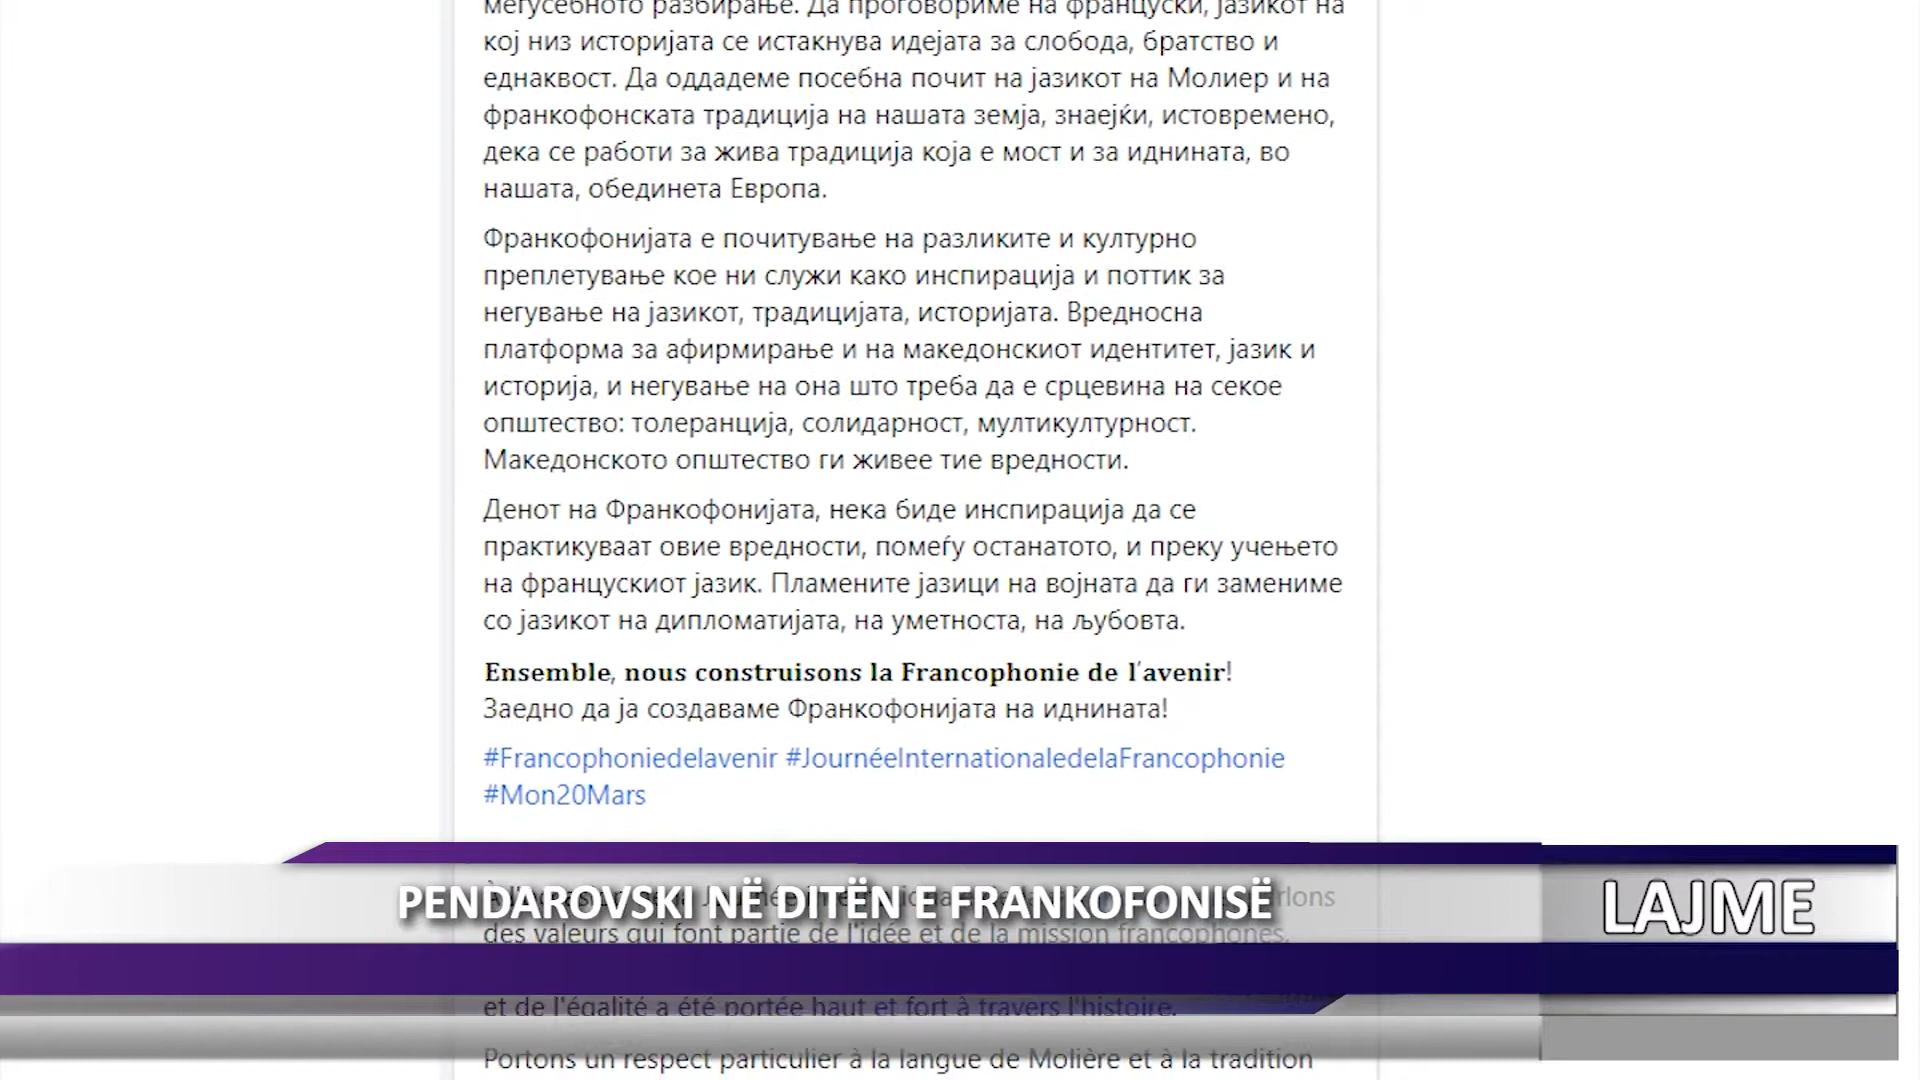 меѓусебното разбирање. Да проговориме на француски, јазикот на
кој низ историјата се истакнува идејата за слобода, братство и
еднаквост. Да оддадеме посебна почит на јазикот на Молиер и на
франкофонската традиција на нашата земја, знаејќи, истовремено,
дека се работи за жива традиција која е мост и за иднината, во
нашата, обединета Европа.
Франкофонијата е почитување на разликите и културно
преплетување кое ни служи како инспирација и поттик за
негување на јазикот, традицијата, историјата. Вредносна
платформа за афирмирање и на македонскиот идентитет, јазик и
историја, и негување на она што треба да е срцевина на секое
општество: толеранција, солидарност, мултикултурност.
Македонското општество ги живее тие вредности.
Денот на Франкофонијата, нека биде инспирација да се
практикуваат овие вредности, помеѓу останатото, и преку учењето
на францускиот јазик. Пламените јазици на војната да ги замениме
со јазикот на дипломатијата, на уметноста, на љубовта.
Ensemble, nous construisons la Francophonie de l'avenir!
Заедно да ја создаваме Франкофонијата на иднината!
#Francophoniedelavenir #JournéeInternationaledelaFrancophonie
#Mon20Mars
PENDAROVSKI NË DITËN E FRANKOFONISË
LAJME
des valeurs qui font partie de l'idée et de la mission francophones.
et de l'égalité a été portée haut et fort à travers l'histoire.
Portons un respect particulier à la langue de Molière et à la tradition